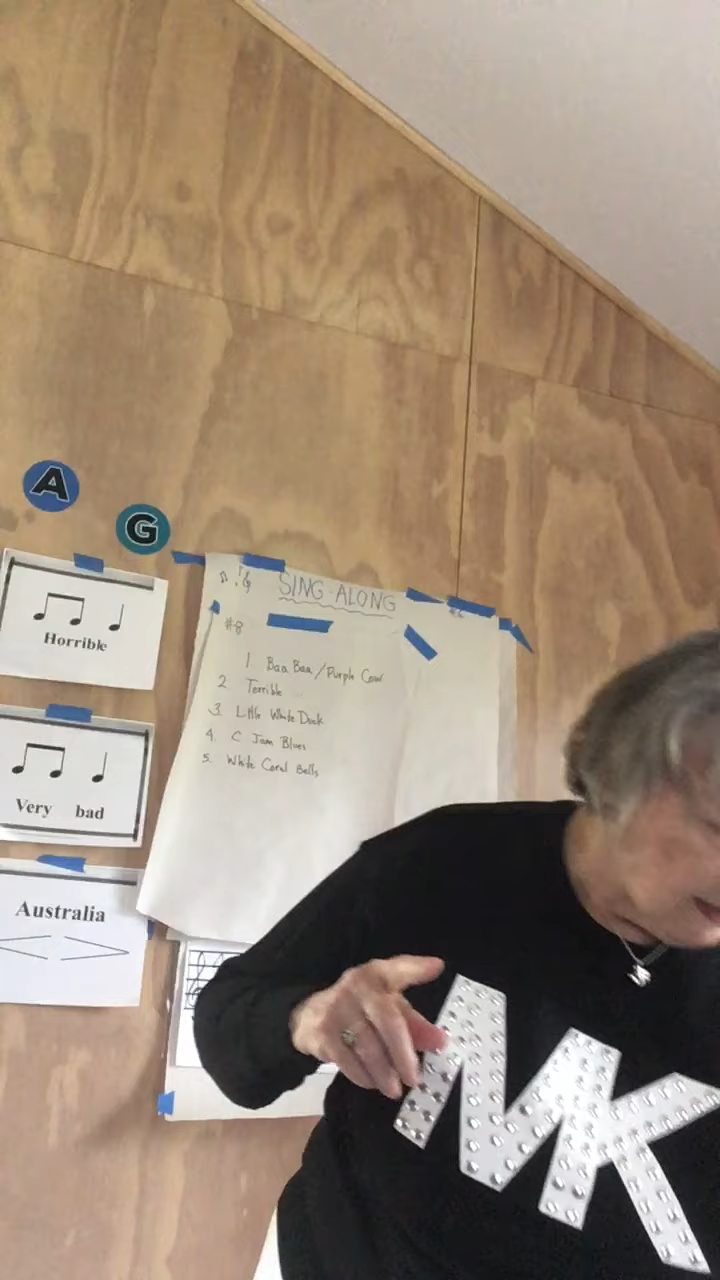 A
G
Horrible
Very bad
Australia
SING-ALONG
#8
1. Baa Baa / Purple Cow
2. Terrible
3. Little White Duck
4. C Jam Blues
5. White Coral Bells
MK